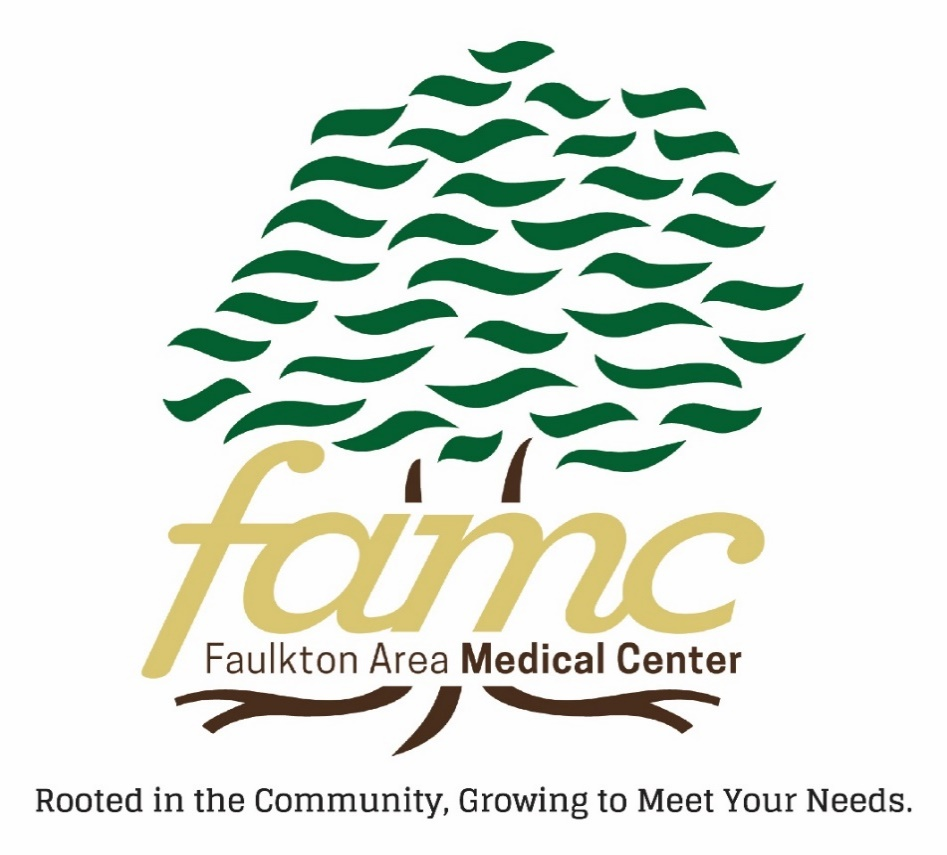 famc
Faulkton Area Medical Center
Rooted in the Community, Growing to Meet Your Needs.